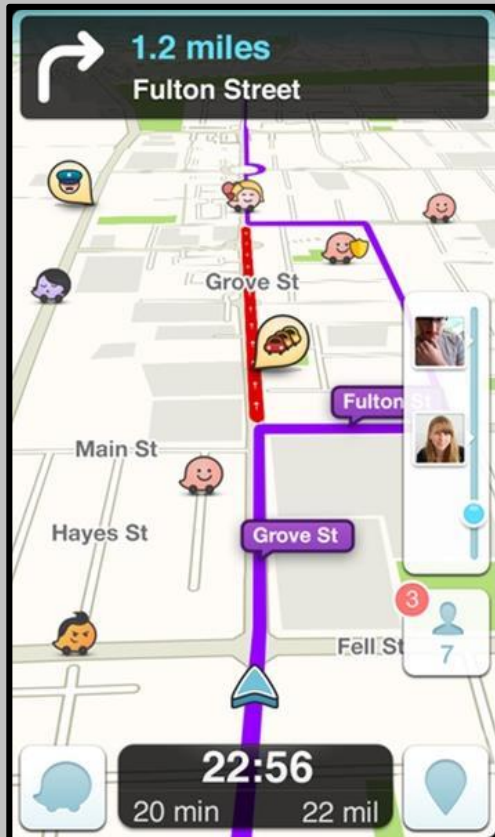 1.2 miles
Fulton Street
Grove St
Fulton St
Main St
Grove St
Hayes St
Fell St
3
7
22:56
20 min 22 mil